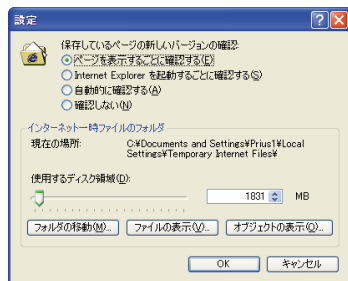 設定
保存しているページの新しいバージョンの確認:
ページを表示するごとに確認する(E)
Internet Explorer を起動するごとに確認する(S)
自動的に確認する(A)
確認しない(N)
インターネット一時ファイルのフォルダ
現在の場所: C:¥Documents and Settings¥Prius1¥Local
Settings¥Temporary Internet Files¥
使用するディスク領域(D):
1831 MB
フォルダの移動(M)... ファイルの表示(V)... オブジェクトの表示(O)...
OK キャンセル